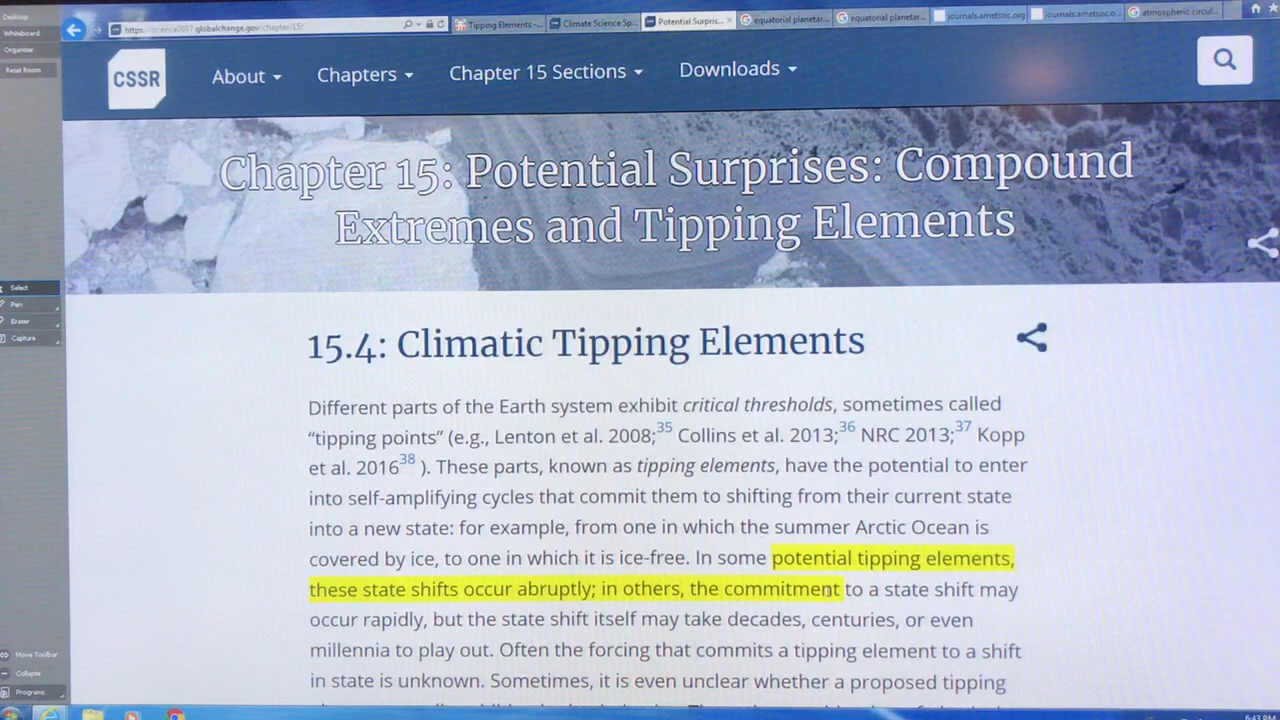 Desktop
Whiteboard
Organiser
Reset Room
https://science2017.globalchange.gov/chapter/15/
Tipping Elements -...
Climate Science Sp...
Potential Surpris...
equatorial planetar...
equatorial planetar...
journals.ametsoc.org
journals.ametsoc.o...
atmospheric circul...
CSSR
About
Chapters
Chapter 15 Sections
Downloads
Chapter 15: Potential Surprises: Compound
Extremes and Tipping Elements
Select
Pen
Eraser
Capture
15.4: Climatic Tipping Elements
Different parts of the Earth system exhibit critical thresholds, sometimes called
“tipping points” (e.g., Lenton et al. 2008;35 Collins et al. 2013;36 NRC 2013;37 Kopp
et al. 201638 ). These parts, known as tipping elements, have the potential to enter
into self-amplifying cycles that commit them to shifting from their current state
into a new state: for example, from one in which the summer Arctic Ocean is
covered by ice, to one in which it is ice-free. In some potential tipping elements,
these state shifts occur abruptly; in others, the commitment to a state shift may
occur rapidly, but the state shift itself may take decades, centuries, or even
millennia to play out. Often the forcing that commits a tipping element to a shift
in state is unknown. Sometimes, it is even unclear whether a proposed tipping
Move Toolbar
Collapse
Programs